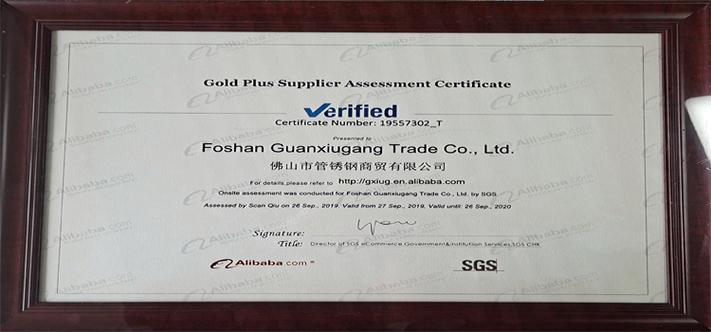 Gold Plus Supplier Assessment Certificate
Verified
Certificate Number: 19557302_T
Presented to
Foshan Guanxiugang Trade Co., Ltd.
佛山市管锈钢商贸有限公司
For details please refer to http://gxiug.en.alibaba.com
Onsite assessment was conducted for Foshan Guanxiugang Trade Co., Ltd. by SGS
Assessed by Scan Qiu on 26 Sep., 2019. Valid from 27 Sep., 2019, Valid until: 26 Sep., 2020
Signature:
Title: Director of SGS eCommerce Government&Institution Services,SGS CHK
Alibaba.com™
SGS